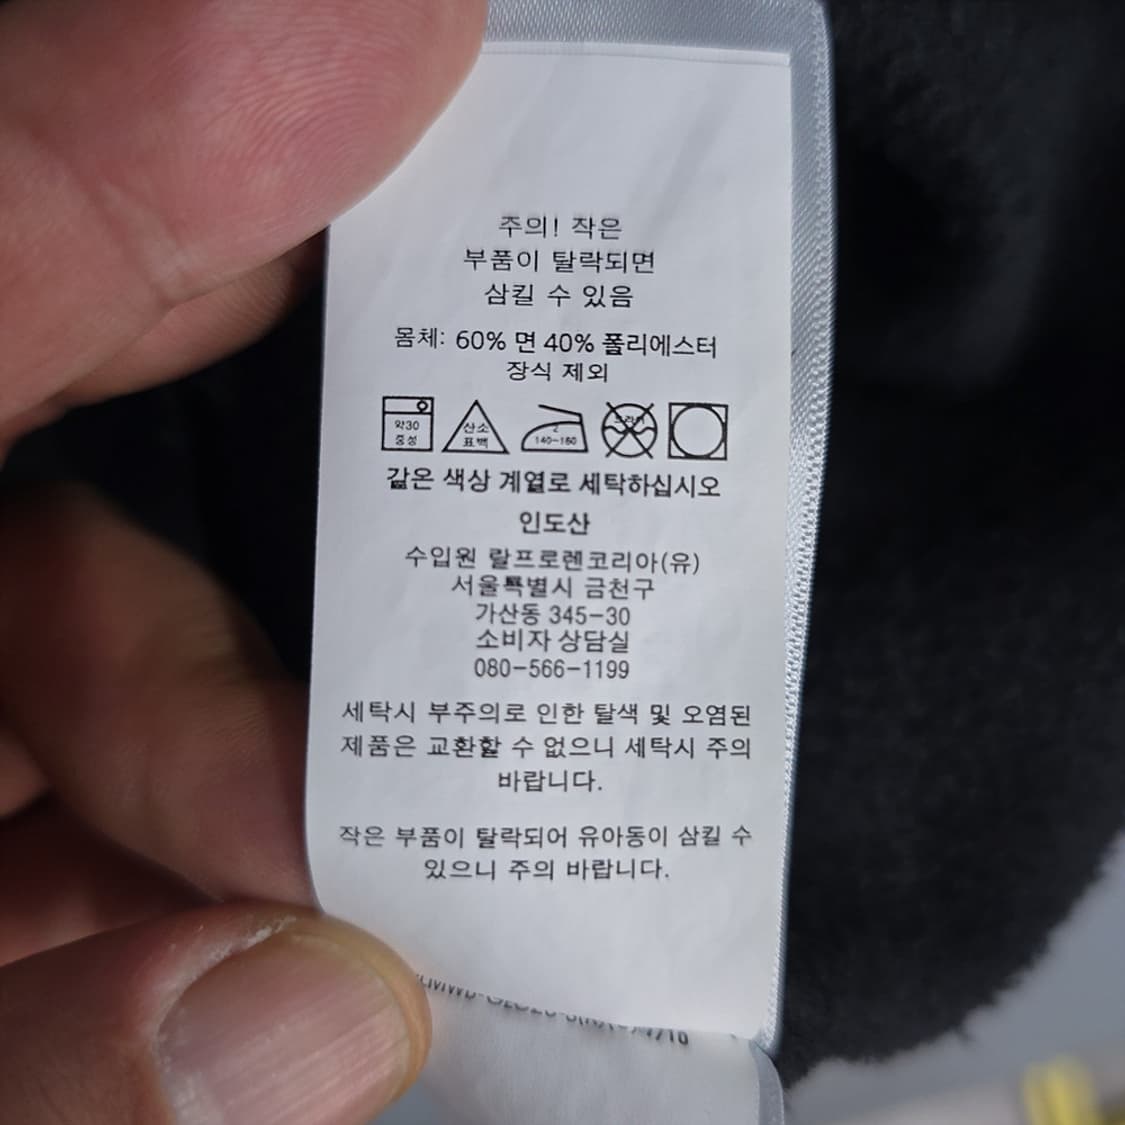 주의! 작은
부품이 탈락되면
삼킬 수 있음
몸체: 60% 면 40% 폴리에스터
장식 제외
약30
중성
산소
표백
2
140~160
같은 색상 계열로 세탁하십시오
인도산
수입원 랄프로렌코리아(유)
서울특별시 금천구
가산동 345-30
소비자 상담실
080-566-1199
세탁시 부주의로 인한 탈색 및 오염된
제품은 교환할 수 없으니 세탁시 주의
바랍니다.
작은 부품이 탈락되어 유아동이 삼킬 수
있으니 주의 바랍니다.